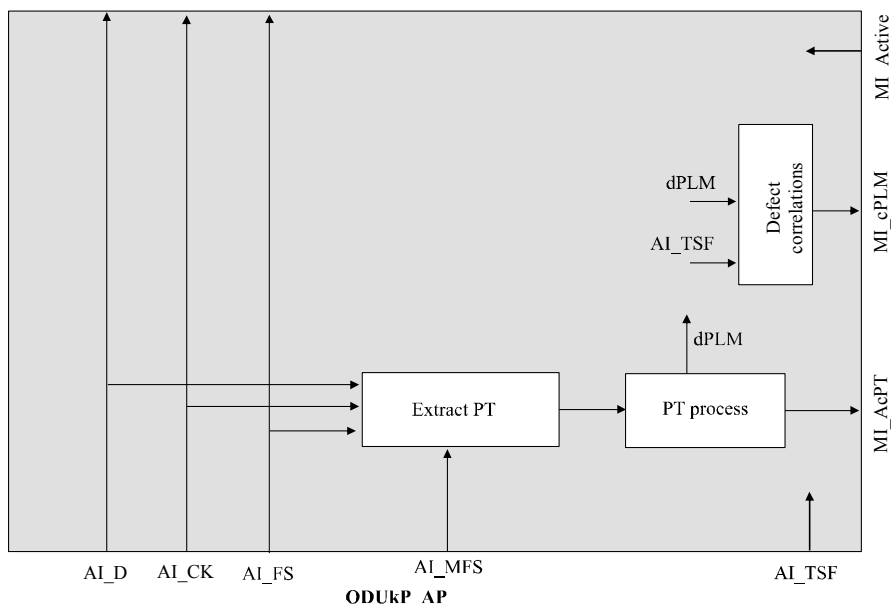 MI_Active
dPLM
Defect
correlations
MI_cPLM
AI_TSF
dPLM
Extract PT
PT process
MI_AcPT
AI_D
AI_CK
AI_FS
AI_MFS
AI_TSF
ODUkP_AP